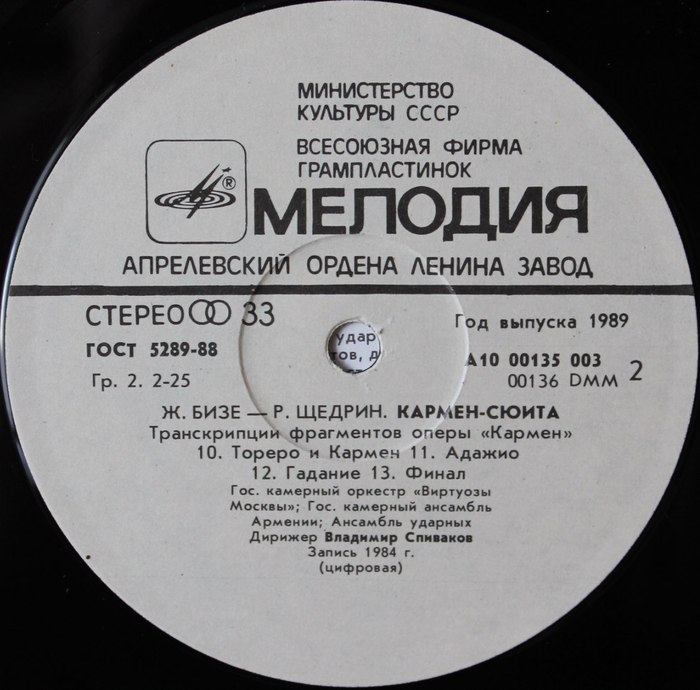 МИНИСТЕРСТВО
КУЛЬТУРЫ СССР
ВСЕСОЮЗНАЯ ФИРМА
ГРАМПЛАСТИНОК
®
МЕЛОДИЯ
АПРЕЛЕВСКИЙ ОРДЕНА ЛЕНИНА ЗАВОД
СТЕРЕО 33
Год выпуска 1989
удар
тов, д
ГОСТ 5289-88
А10 00135 003
Гр. 2. 2-25
00136 DMM 2
Ж. БИЗЕ — Р. ЩЕДРИН. КАРМЕН-СЮИТА
Транскрипции фрагментов оперы «Кармен»
10. Тореро и Кармен 11. Адажио
12. Гадание 13. Финал
Гос. камерный оркестр «Виртуозы
Москвы»; Гос. камерный ансамбль
Армении; Ансамбль ударных
Дирижер Владимир Спиваков
Запись 1984 г.
(цифровая)